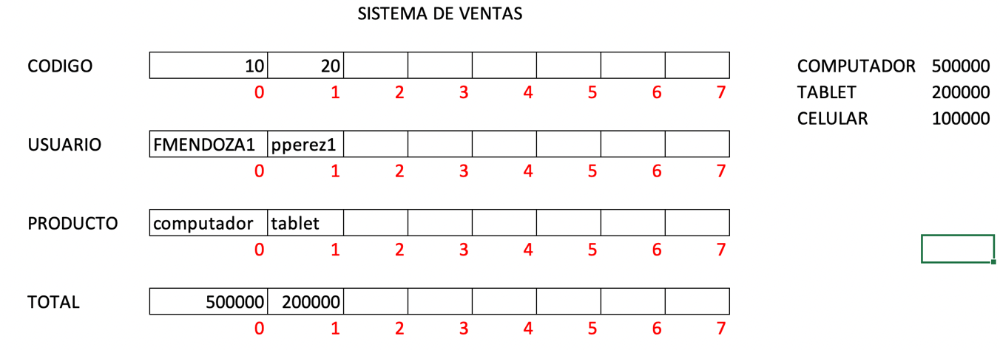 SISTEMA DE VENTAS
CODIGO 10 20 COMPUTADOR 500000
0 1 2 3 4 5 6 7 TABLET 200000
CELULAR 100000
USUARIO FMENDOZA1 pperez1
0 1 2 3 4 5 6 7
PRODUCTO computador tablet
0 1 2 3 4 5 6 7
TOTAL 500000 200000
0 1 2 3 4 5 6 7